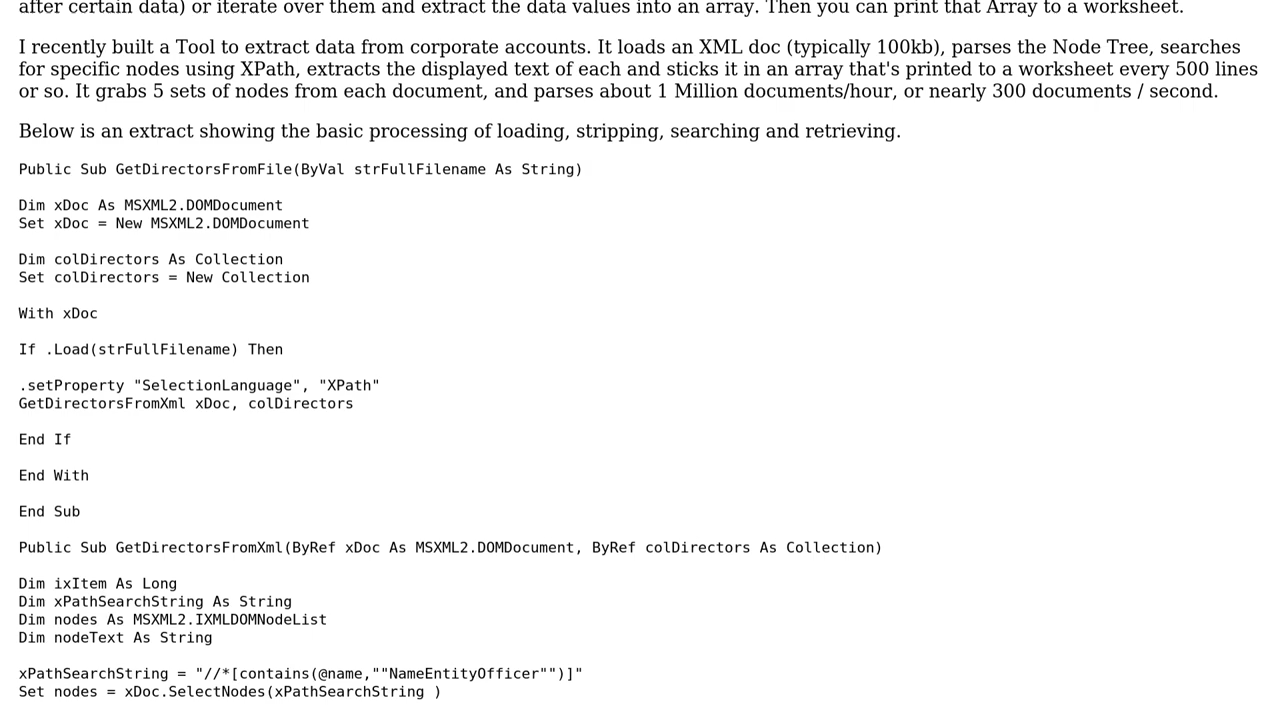 after certain data) or iterate over them and extract the data values into an array. Then you can print that Array to a worksheet.
I recently built a Tool to extract data from corporate accounts. It loads an XML doc (typically 100kb), parses the Node Tree, searches
for specific nodes using XPath, extracts the displayed text of each and sticks it in an array that's printed to a worksheet every 500 lines
or so. It grabs 5 sets of nodes from each document, and parses about 1 Million documents/hour, or nearly 300 documents / second.
Below is an extract showing the basic processing of loading, stripping, searching and retrieving.
Public Sub GetDirectorsFromFile(ByVal strFullFilename As String)
Dim xDoc As MSXML2.DOMDocument
Set xDoc = New MSXML2.DOMDocument
Dim colDirectors As Collection
Set colDirectors = New Collection
With xDoc
If .Load(strFullFilename) Then
.setProperty "SelectionLanguage", "XPath"
GetDirectorsFromXml xDoc, colDirectors
End If
End With
End Sub
Public Sub GetDirectorsFromXml(ByRef xDoc As MSXML2.DOMDocument, ByRef colDirectors As Collection)
Dim ixItem As Long
Dim xPathSearchString As String
Dim nodes As MSXML2.IXMLDOMNodeList
Dim nodeText As String
xPathSearchString = "//*[contains(@name,""NameEntityOfficer"")]"
Set nodes = xDoc.SelectNodes(xPathSearchString )